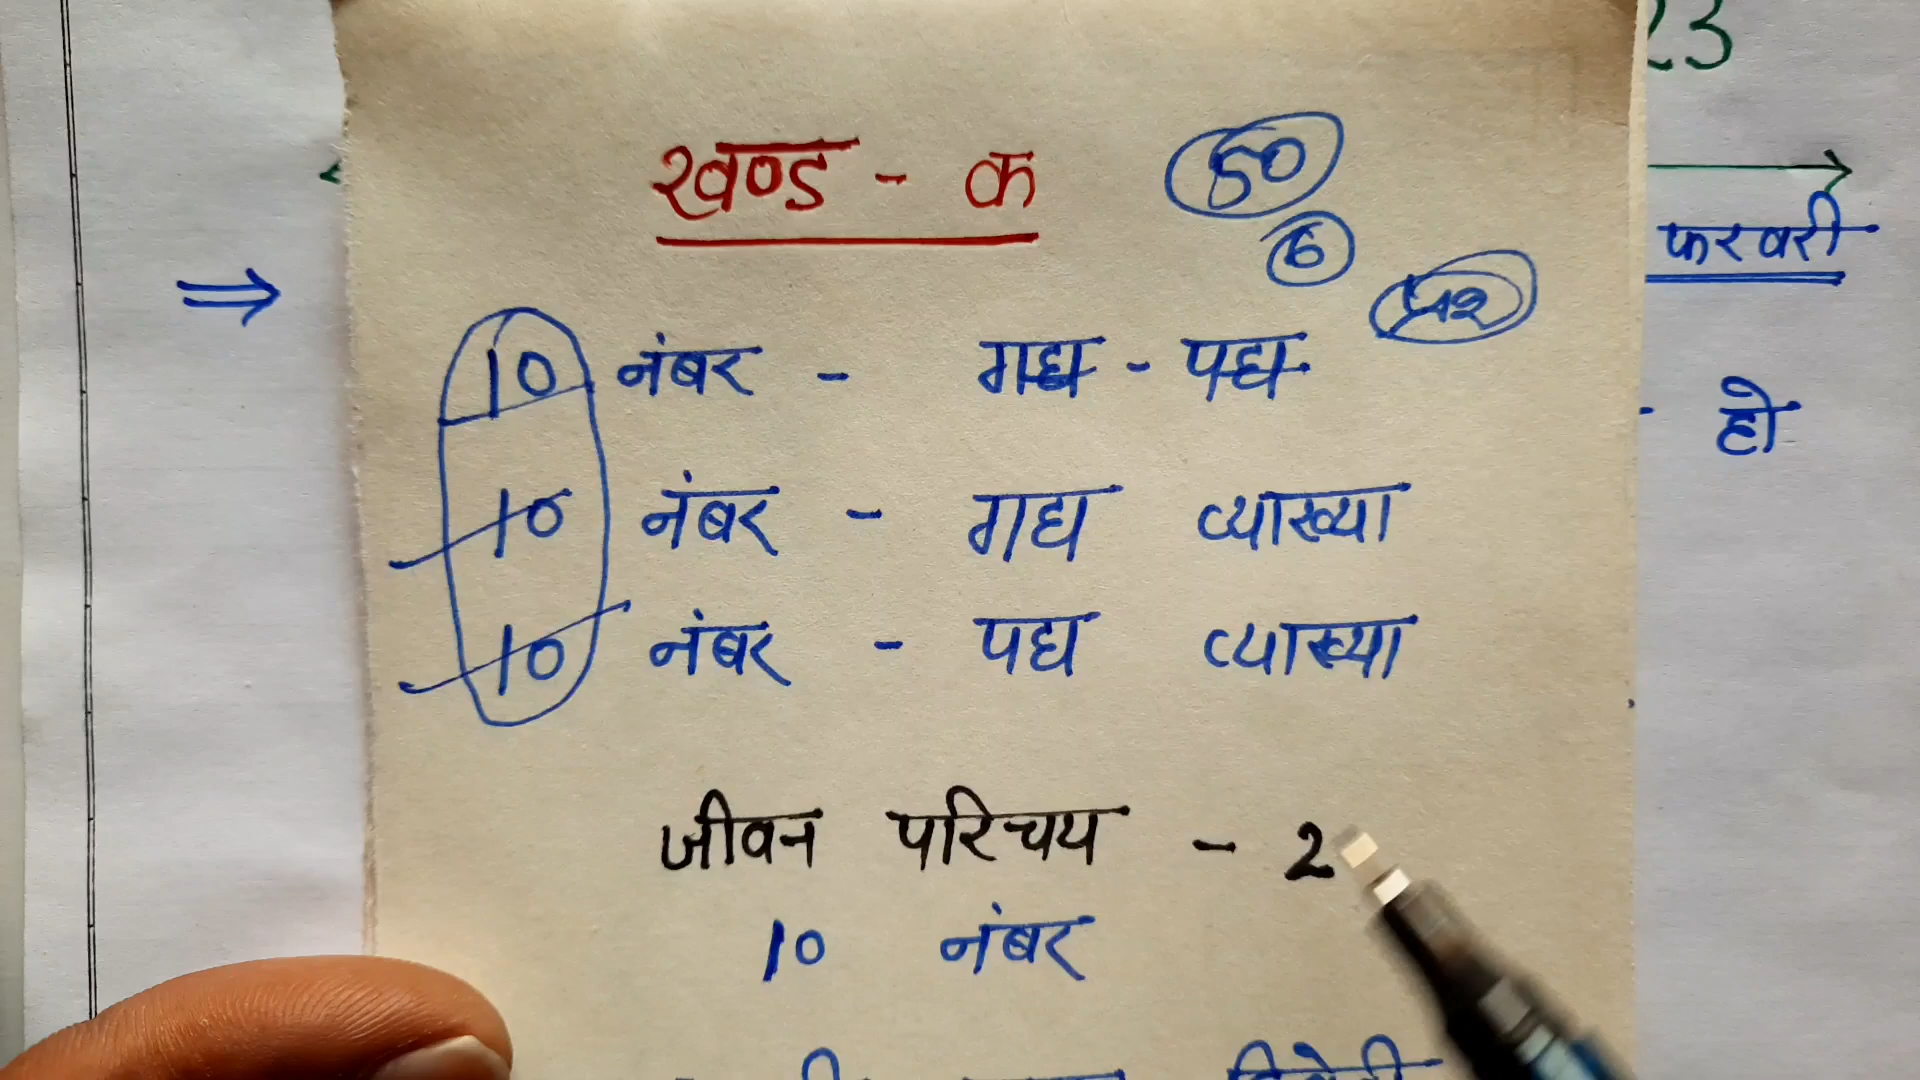 23
खण्ड - क
50
6
फरवरी
10 नंबर - गद्य - पद्य
हो
10 नंबर - गद्य व्याख्या
10 नंबर - पद्य व्याख्या
जीवन परिचय - 2
10 नंबर